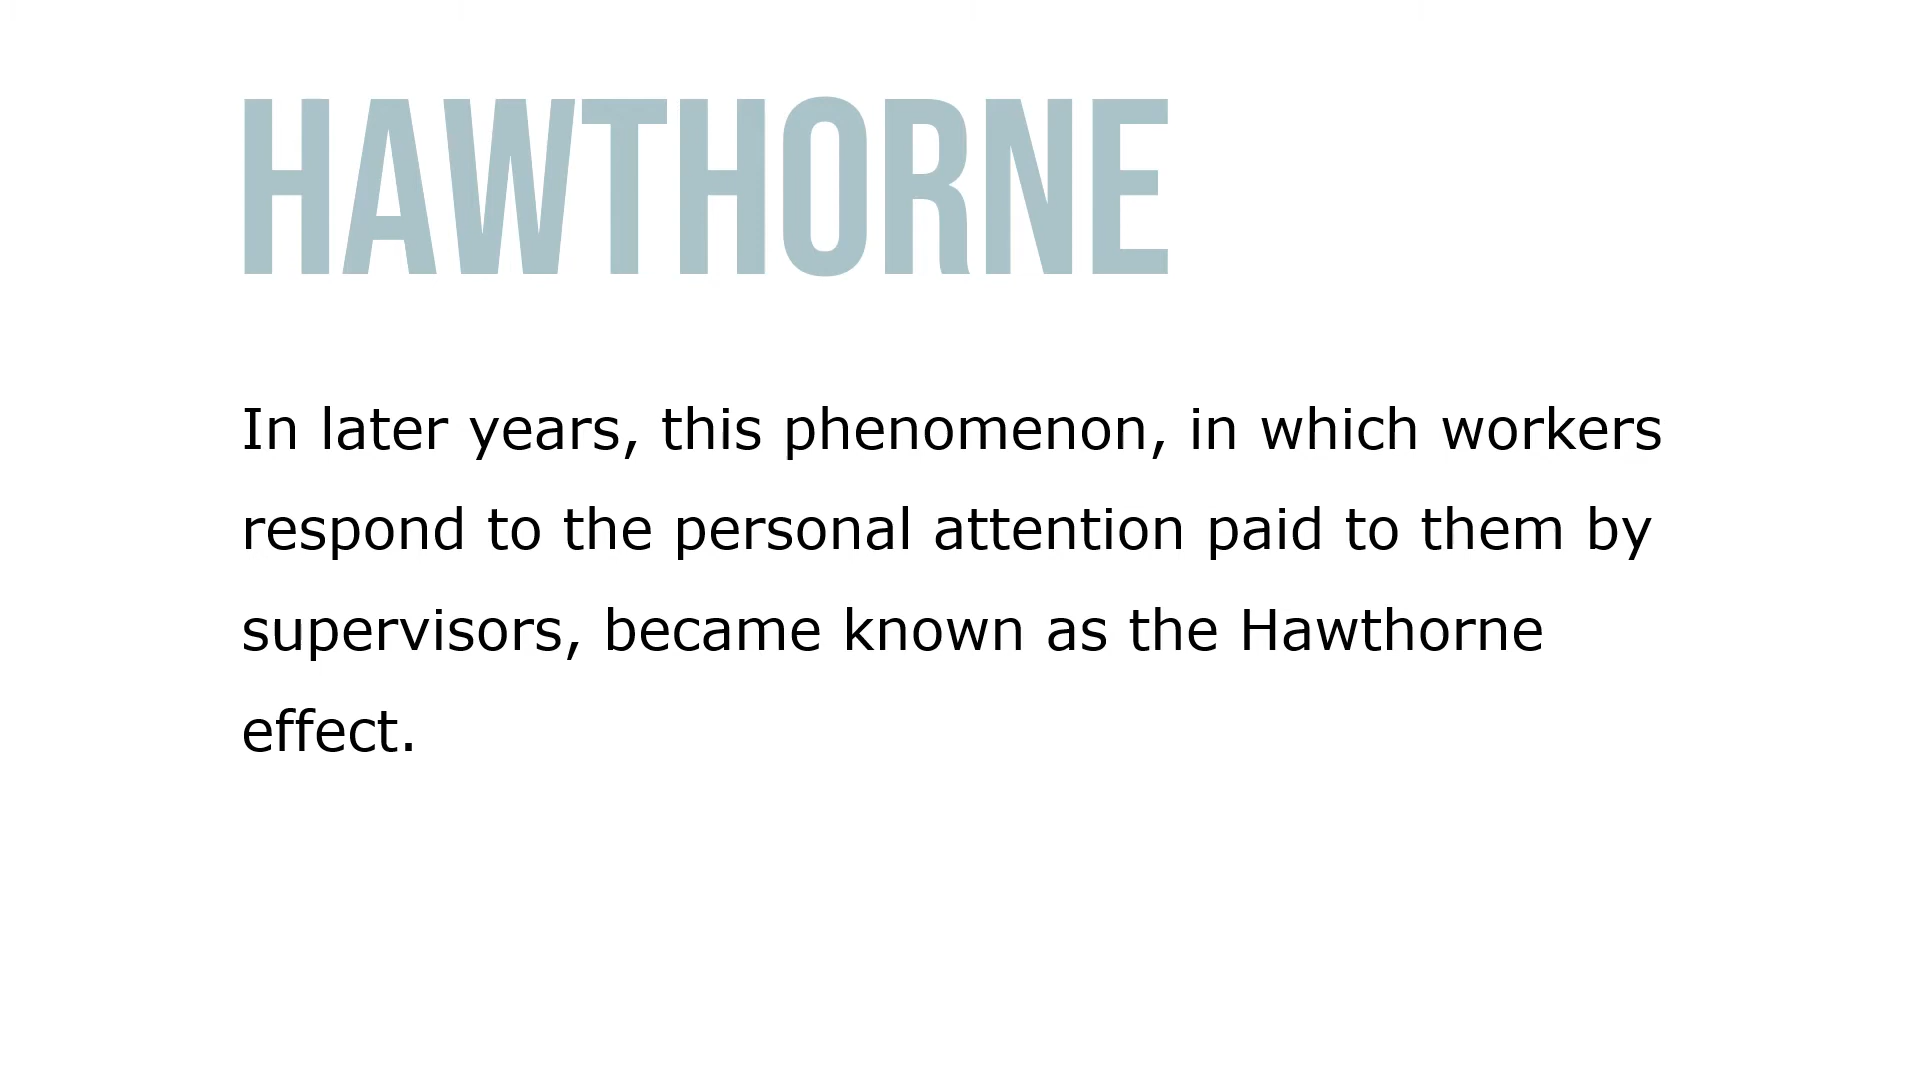 HAWTHORNE
In later years, this phenomenon, in which workers
respond to the personal attention paid to them by
supervisors, became known as the Hawthorne
effect.